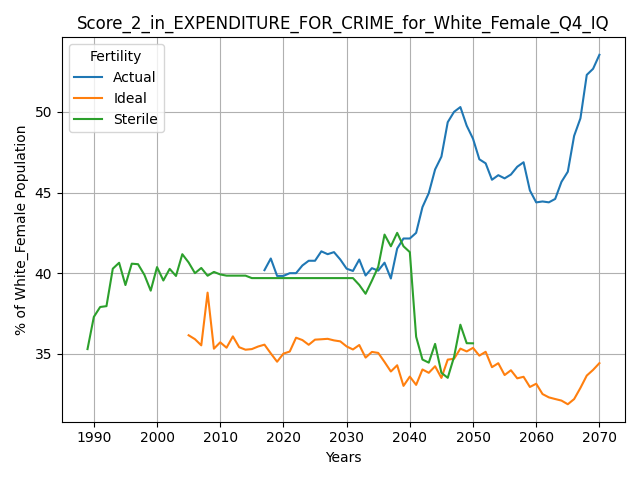 Score_2_in_EXPENDITURE_FOR_CRIME_for_White_Female_Q4_IQ
Fertility
Actual
Ideal
Sterile
% of White_Female Population
50
45
40
35
1990 2000 2010 2020 2030 2040 2050 2060 2070
Years